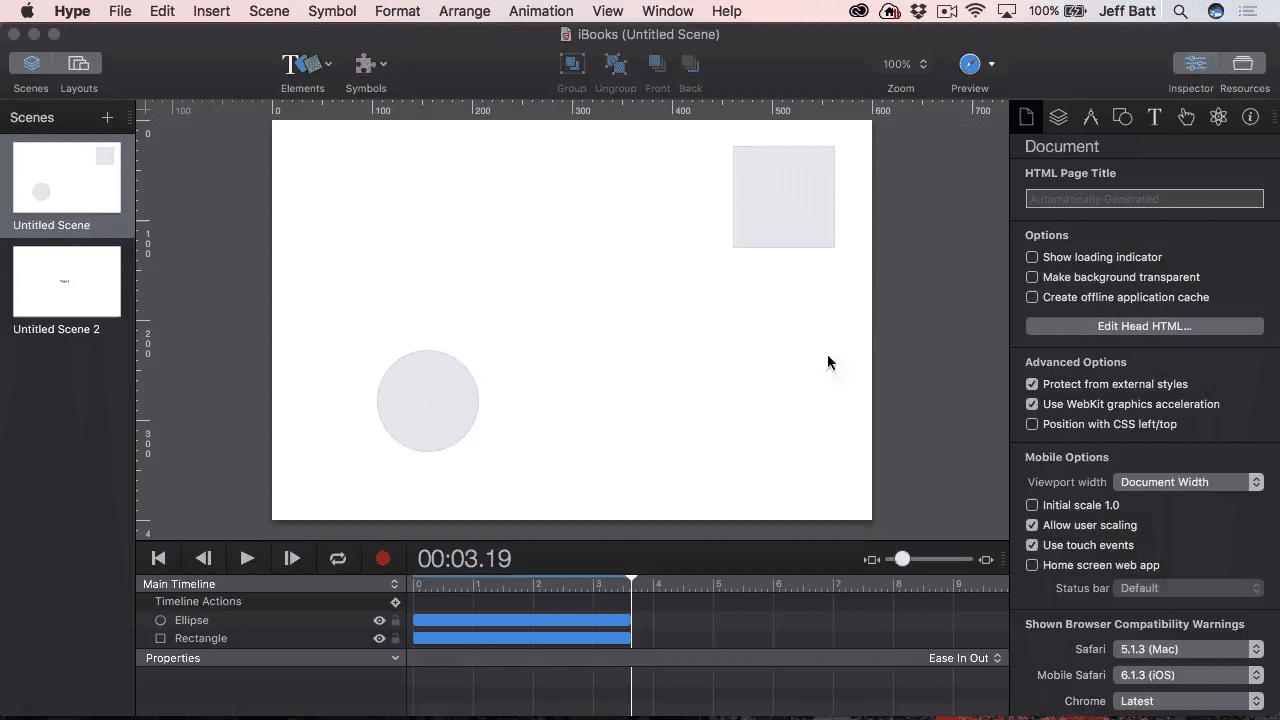 Hype File Edit Insert Scene Symbol Format Arrange Animation View Window Help 100% Jeff Batt
iBooks (Untitled Scene)
T 100%
Scenes Layouts Elements Symbols Group Ungroup Front Back Zoom Preview Inspector Resources
Scenes +
100 0 100 200 300 400 500 600 700
T
Document
HTML Page Title
Automatically Generated
Untitled Scene
Page 2
Untitled Scene 2
0
100
200
300
4
Options
Show loading indicator
Make background transparent
Create offline application cache
Edit Head HTML...
Advanced Options
Protect from external styles
Use WebKit graphics acceleration
Position with CSS left/top
Mobile Options
Viewport width Document Width
Initial scale 1.0
Allow user scaling
Use touch events
Home screen web app
Status bar Default
Shown Browser Compatibility Warnings
Safari 5.1.3 (Mac)
Mobile Safari 6.1.3 (iOS)
Chrome Latest
00:03.19
Main Timeline 0 1 2 3 4 5 6 7 8 9
Timeline Actions
Ellipse
Rectangle
Properties Ease In Out